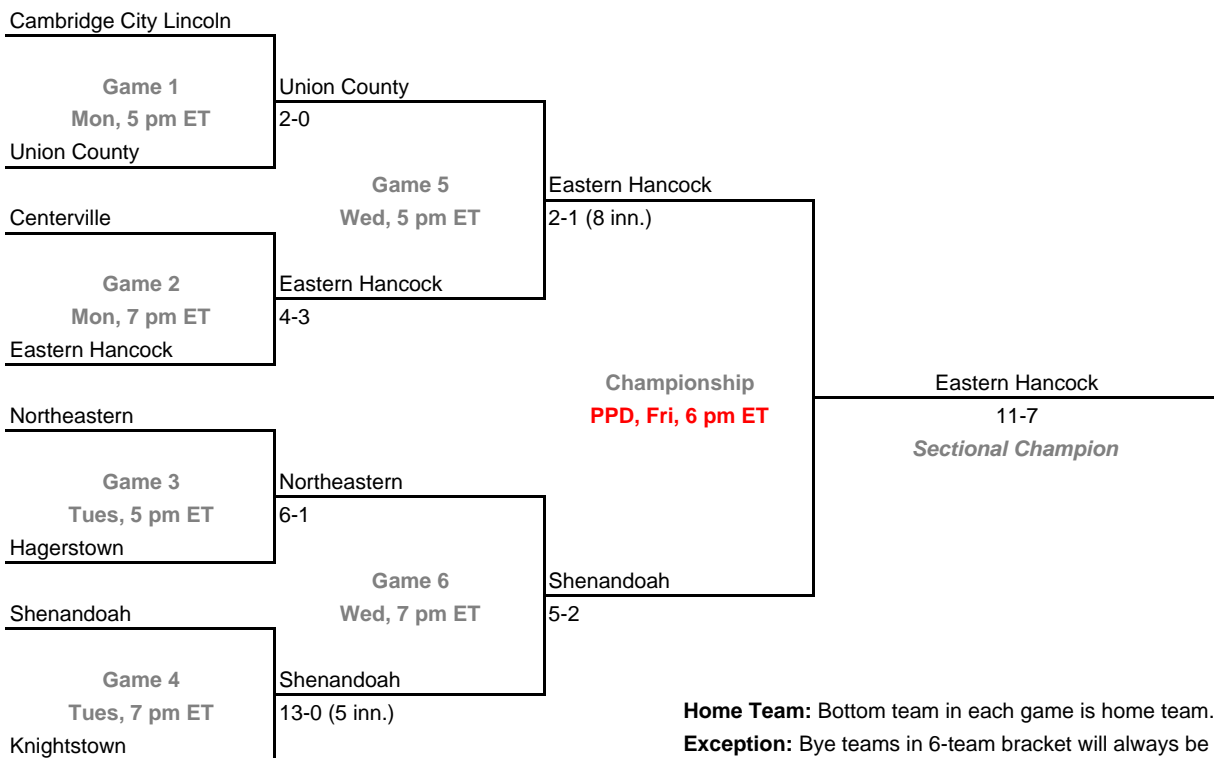 Cambridge City Lincoln
Game 1
Union County
Mon, 5 pm ET
2-0
Union County
Game 5
Eastern Hancock
Centerville
Wed, 5 pm ET
2-1 (8 inn.)
Game 2
Eastern Hancock
Mon, 7 pm ET
4-3
Eastern Hancock
Championship
Eastern Hancock
Northeastern
PPD, Fri, 6 pm ET
11-7
Sectional Champion
Game 3
Northeastern
Tues, 5 pm ET
6-1
Hagerstown
Game 6
Shenandoah
Shenandoah
Wed, 7 pm ET
5-2
Game 4
Shenandoah
Tues, 7 pm ET
13-0 (5 inn.)
Home Team: Bottom team in each game is home team.
Knightstown
Exception: Bye teams in 6-team bracket will always be